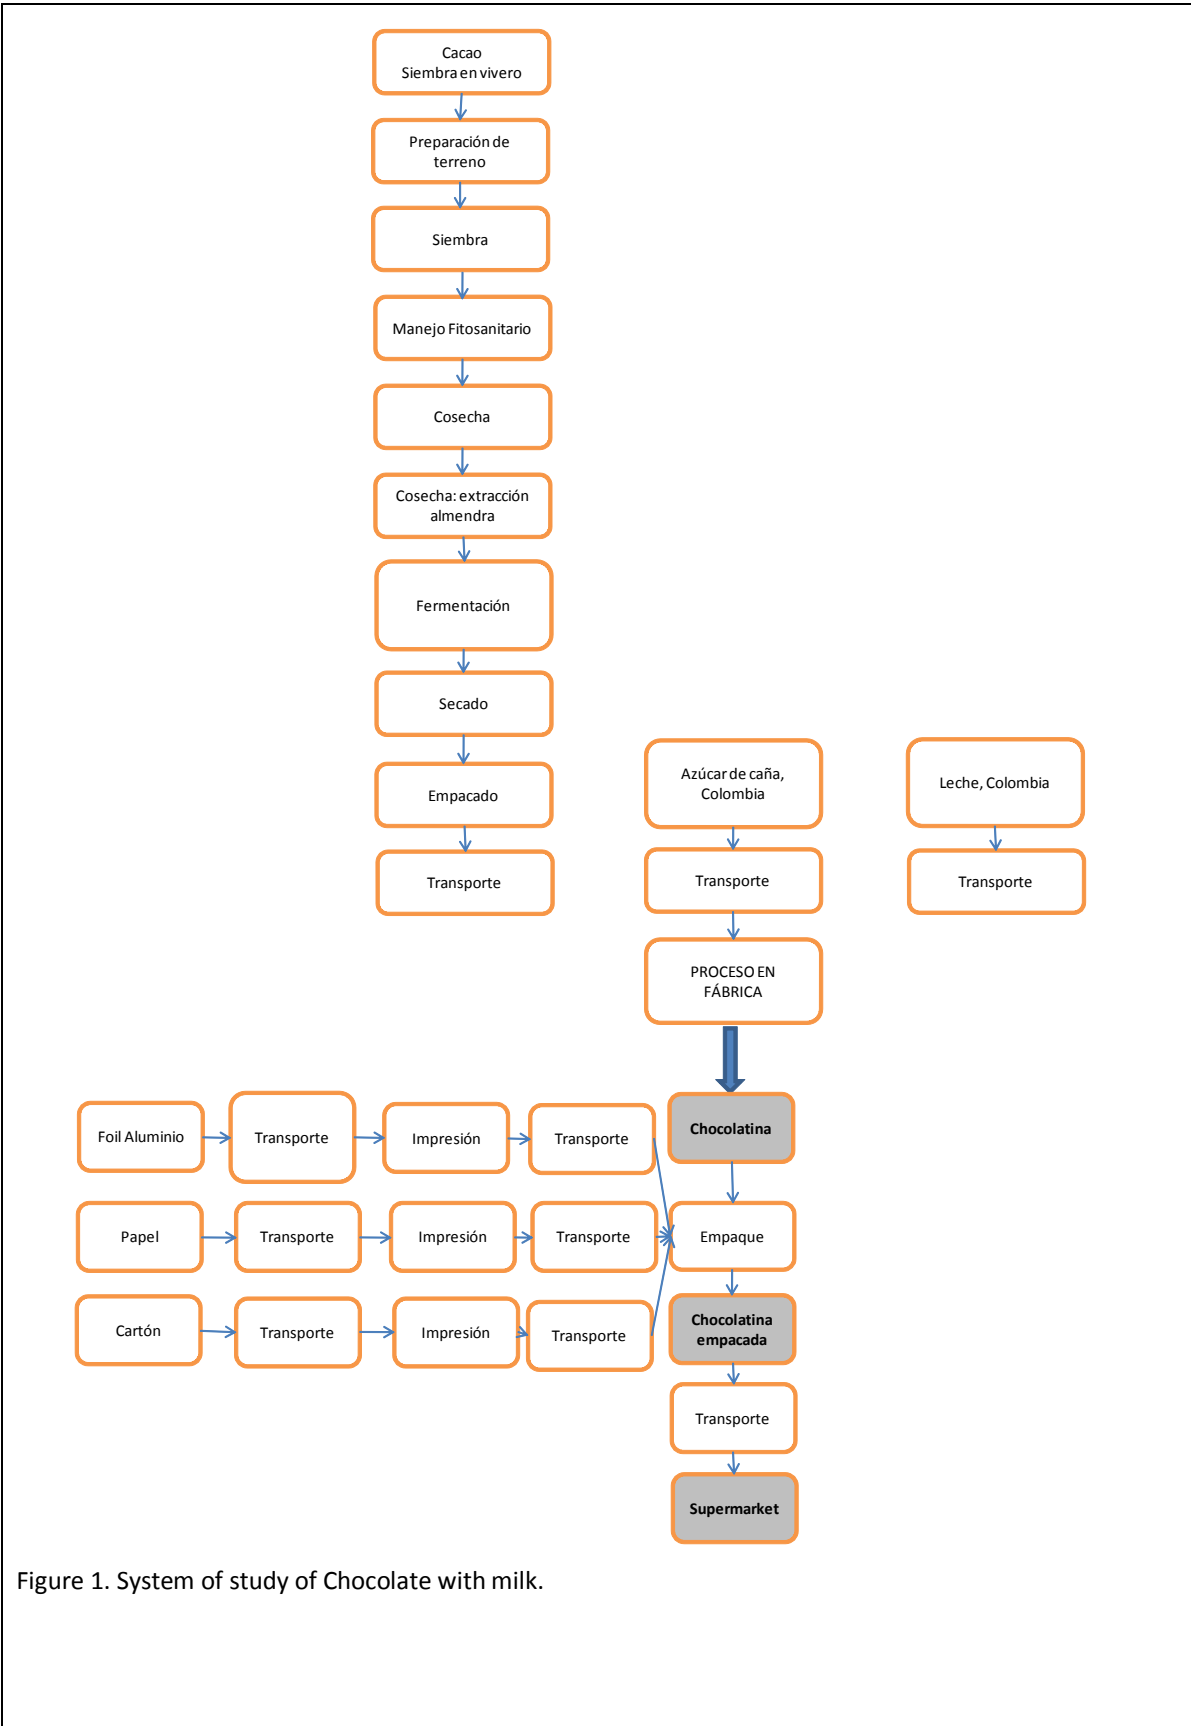 Cacao
Siembra en vivero
Preparación de
terreno
Siembra
Manejo Fitosanitario
Cosecha
Cosecha: extracción
almendra
Fermentación
Secado
Empacado
Transporte
Azúcar de caña,
Colombia
Transporte
PROCESO EN
FÁBRICA
Leche, Colombia
Transporte
Chocolatina
Foil Aluminio
Transporte
Impresión
Transporte
Papel
Transporte
Impresión
Transporte
Empaque
Cartón
Transporte
Impresión
Transporte
Chocolatina
empacada
Transporte
Supermarket
Figure 1. System of study of Chocolate with milk.